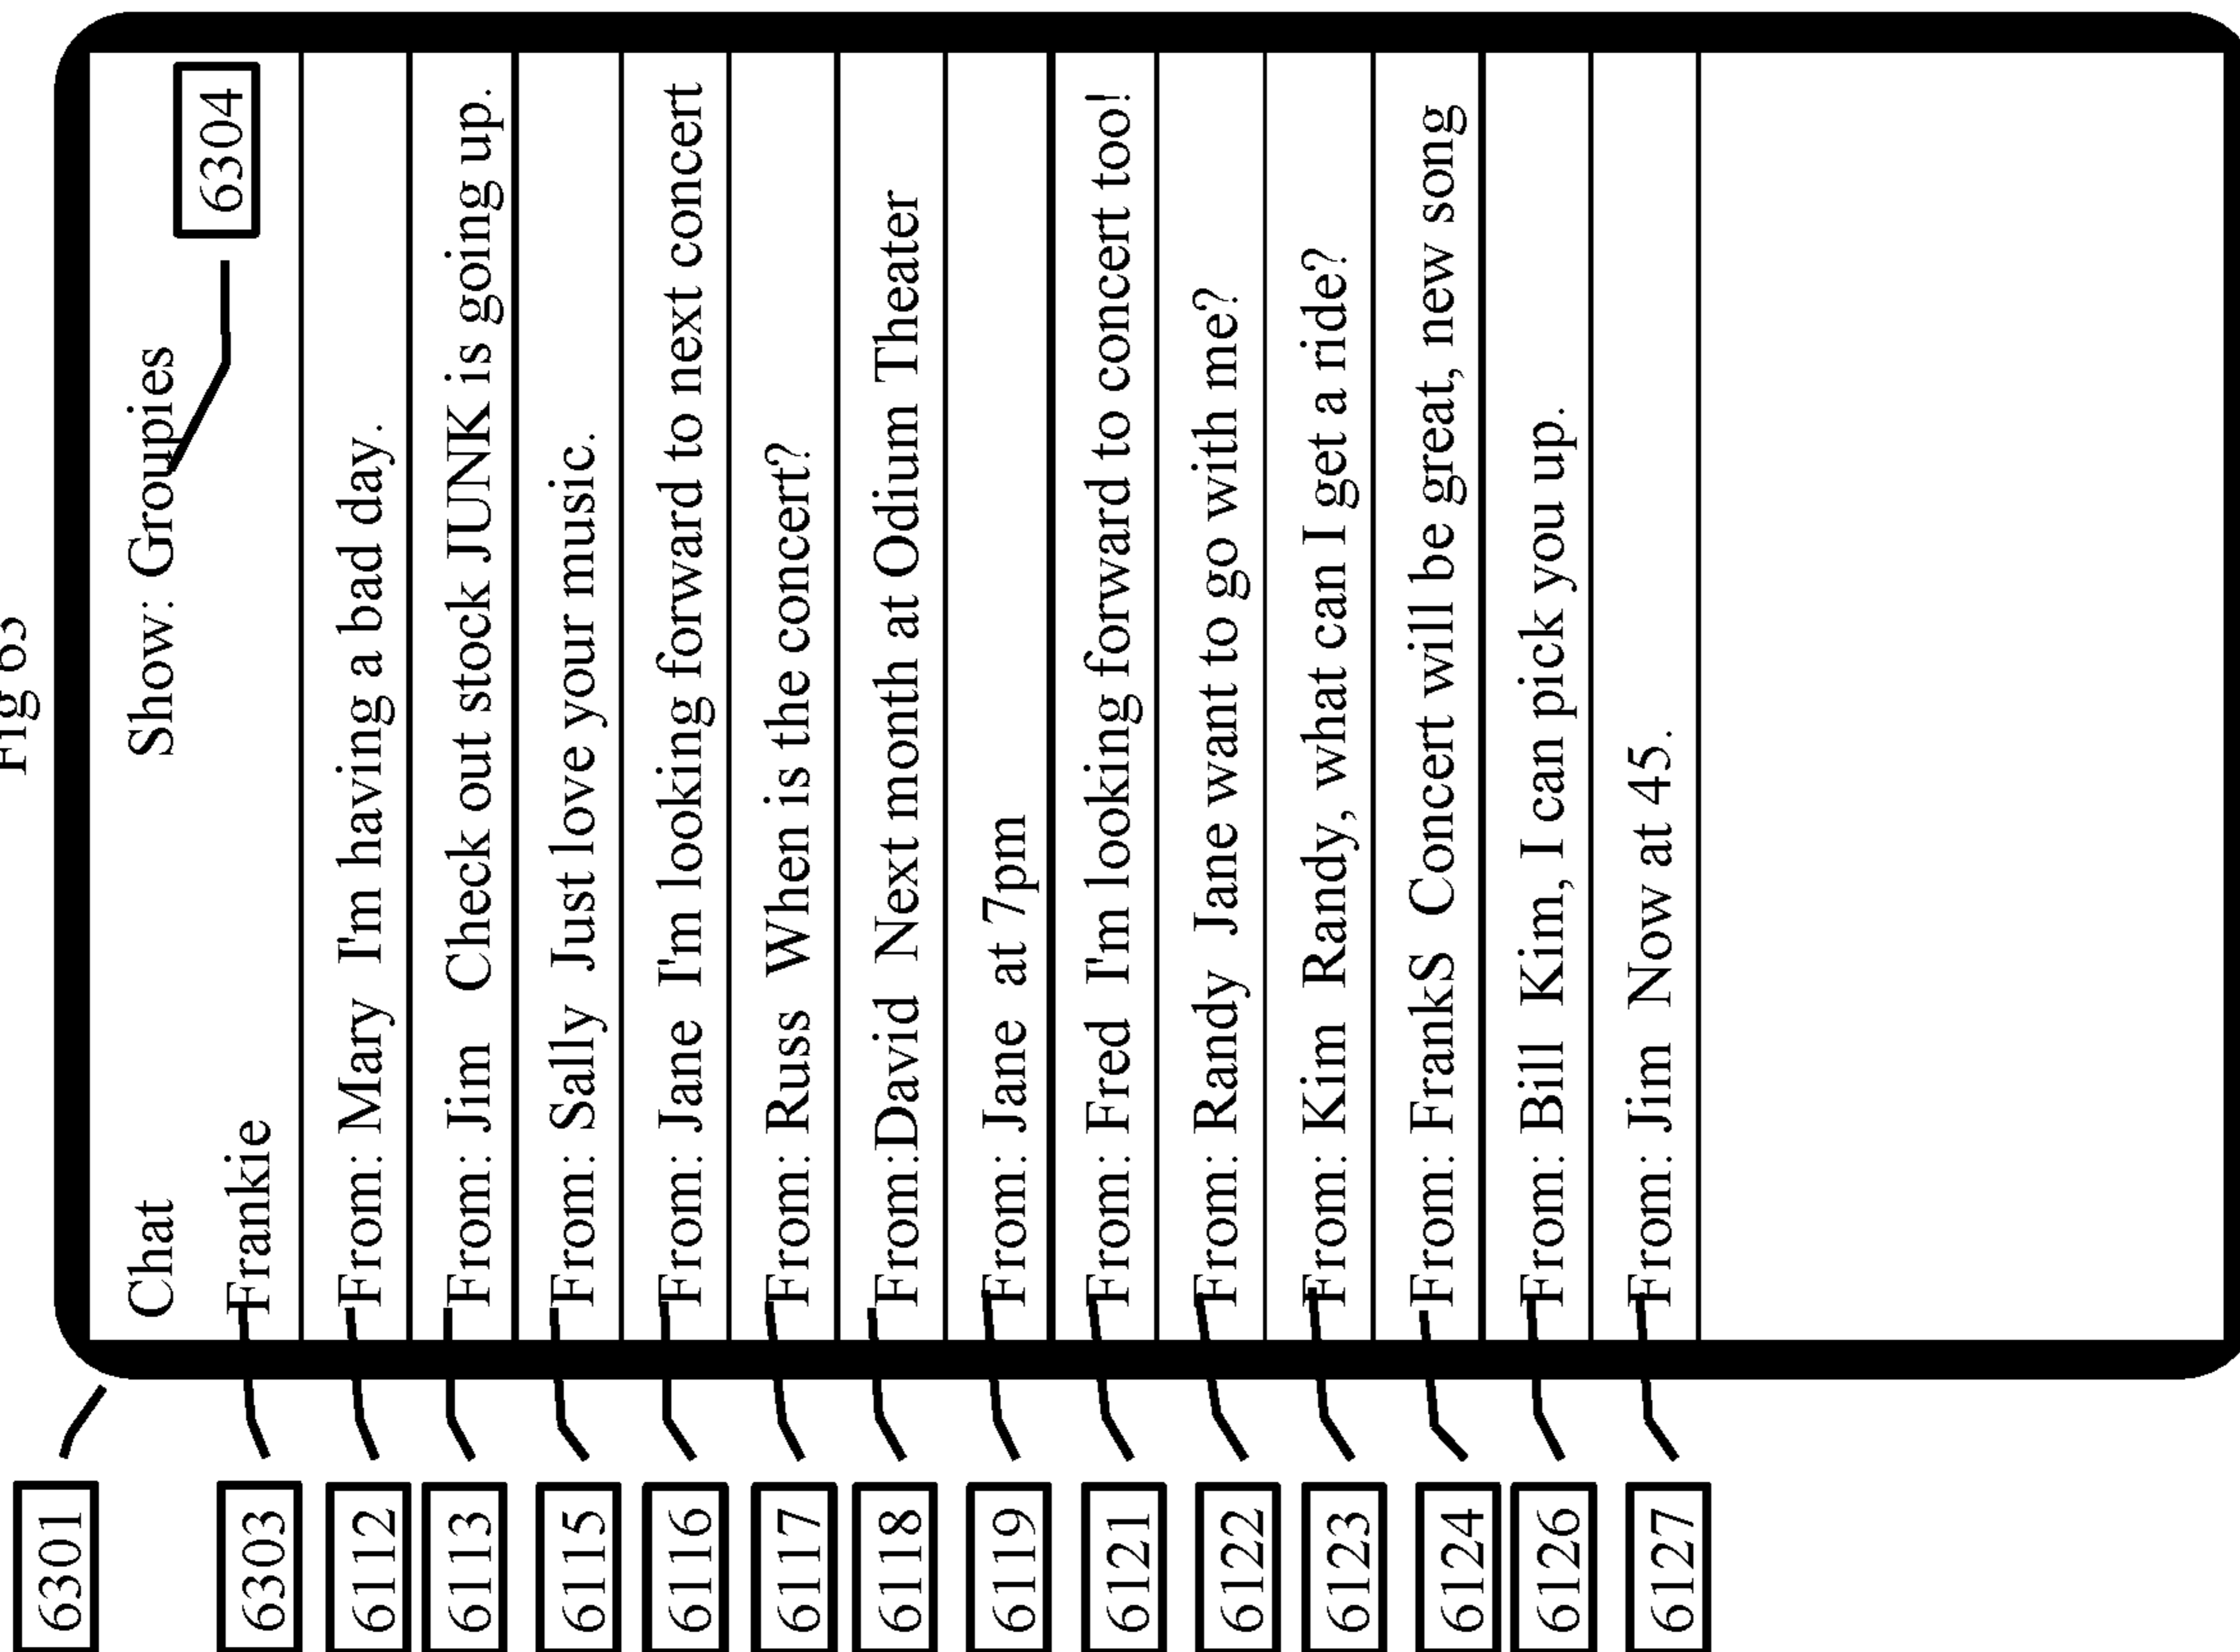 Fig 63
6301
Chat Show: Groupies
6304
6303 Frankie
6112 From: Mary I'm having a bad day.
6113 From: Jim Check out stock JUNK is going up.
6115 From: Sally Just love your music.
6116 From: Jane I'm looking forward to next concert
6117 From: Russ When is the concert?
6118 From:David Next month at Odium Theater
6119 From: Jane at 7pm
6121 From: Fred I'm looking forward to concert too!
6122 From: Randy Jane want to go with me?
6123 From: Kim Randy, what can I get a ride?
6124 From: FrankS Concert will be great, new song
6126 From: Bill Kim, I can pick you up.
6127 From: Jim Now at 45.